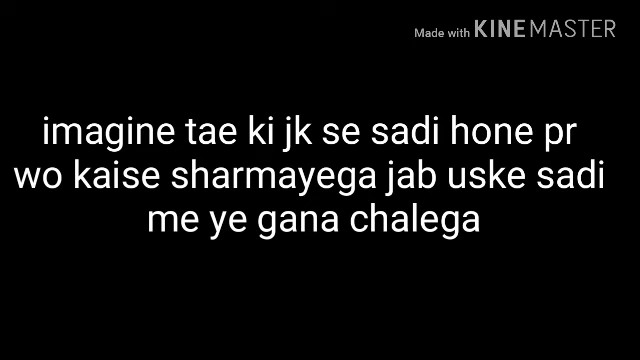 Made with KINEMASTER
imagine tae ki jk se sadi hone pr
wo kaise sharmayega jab uske sadi
me ye gana chalega